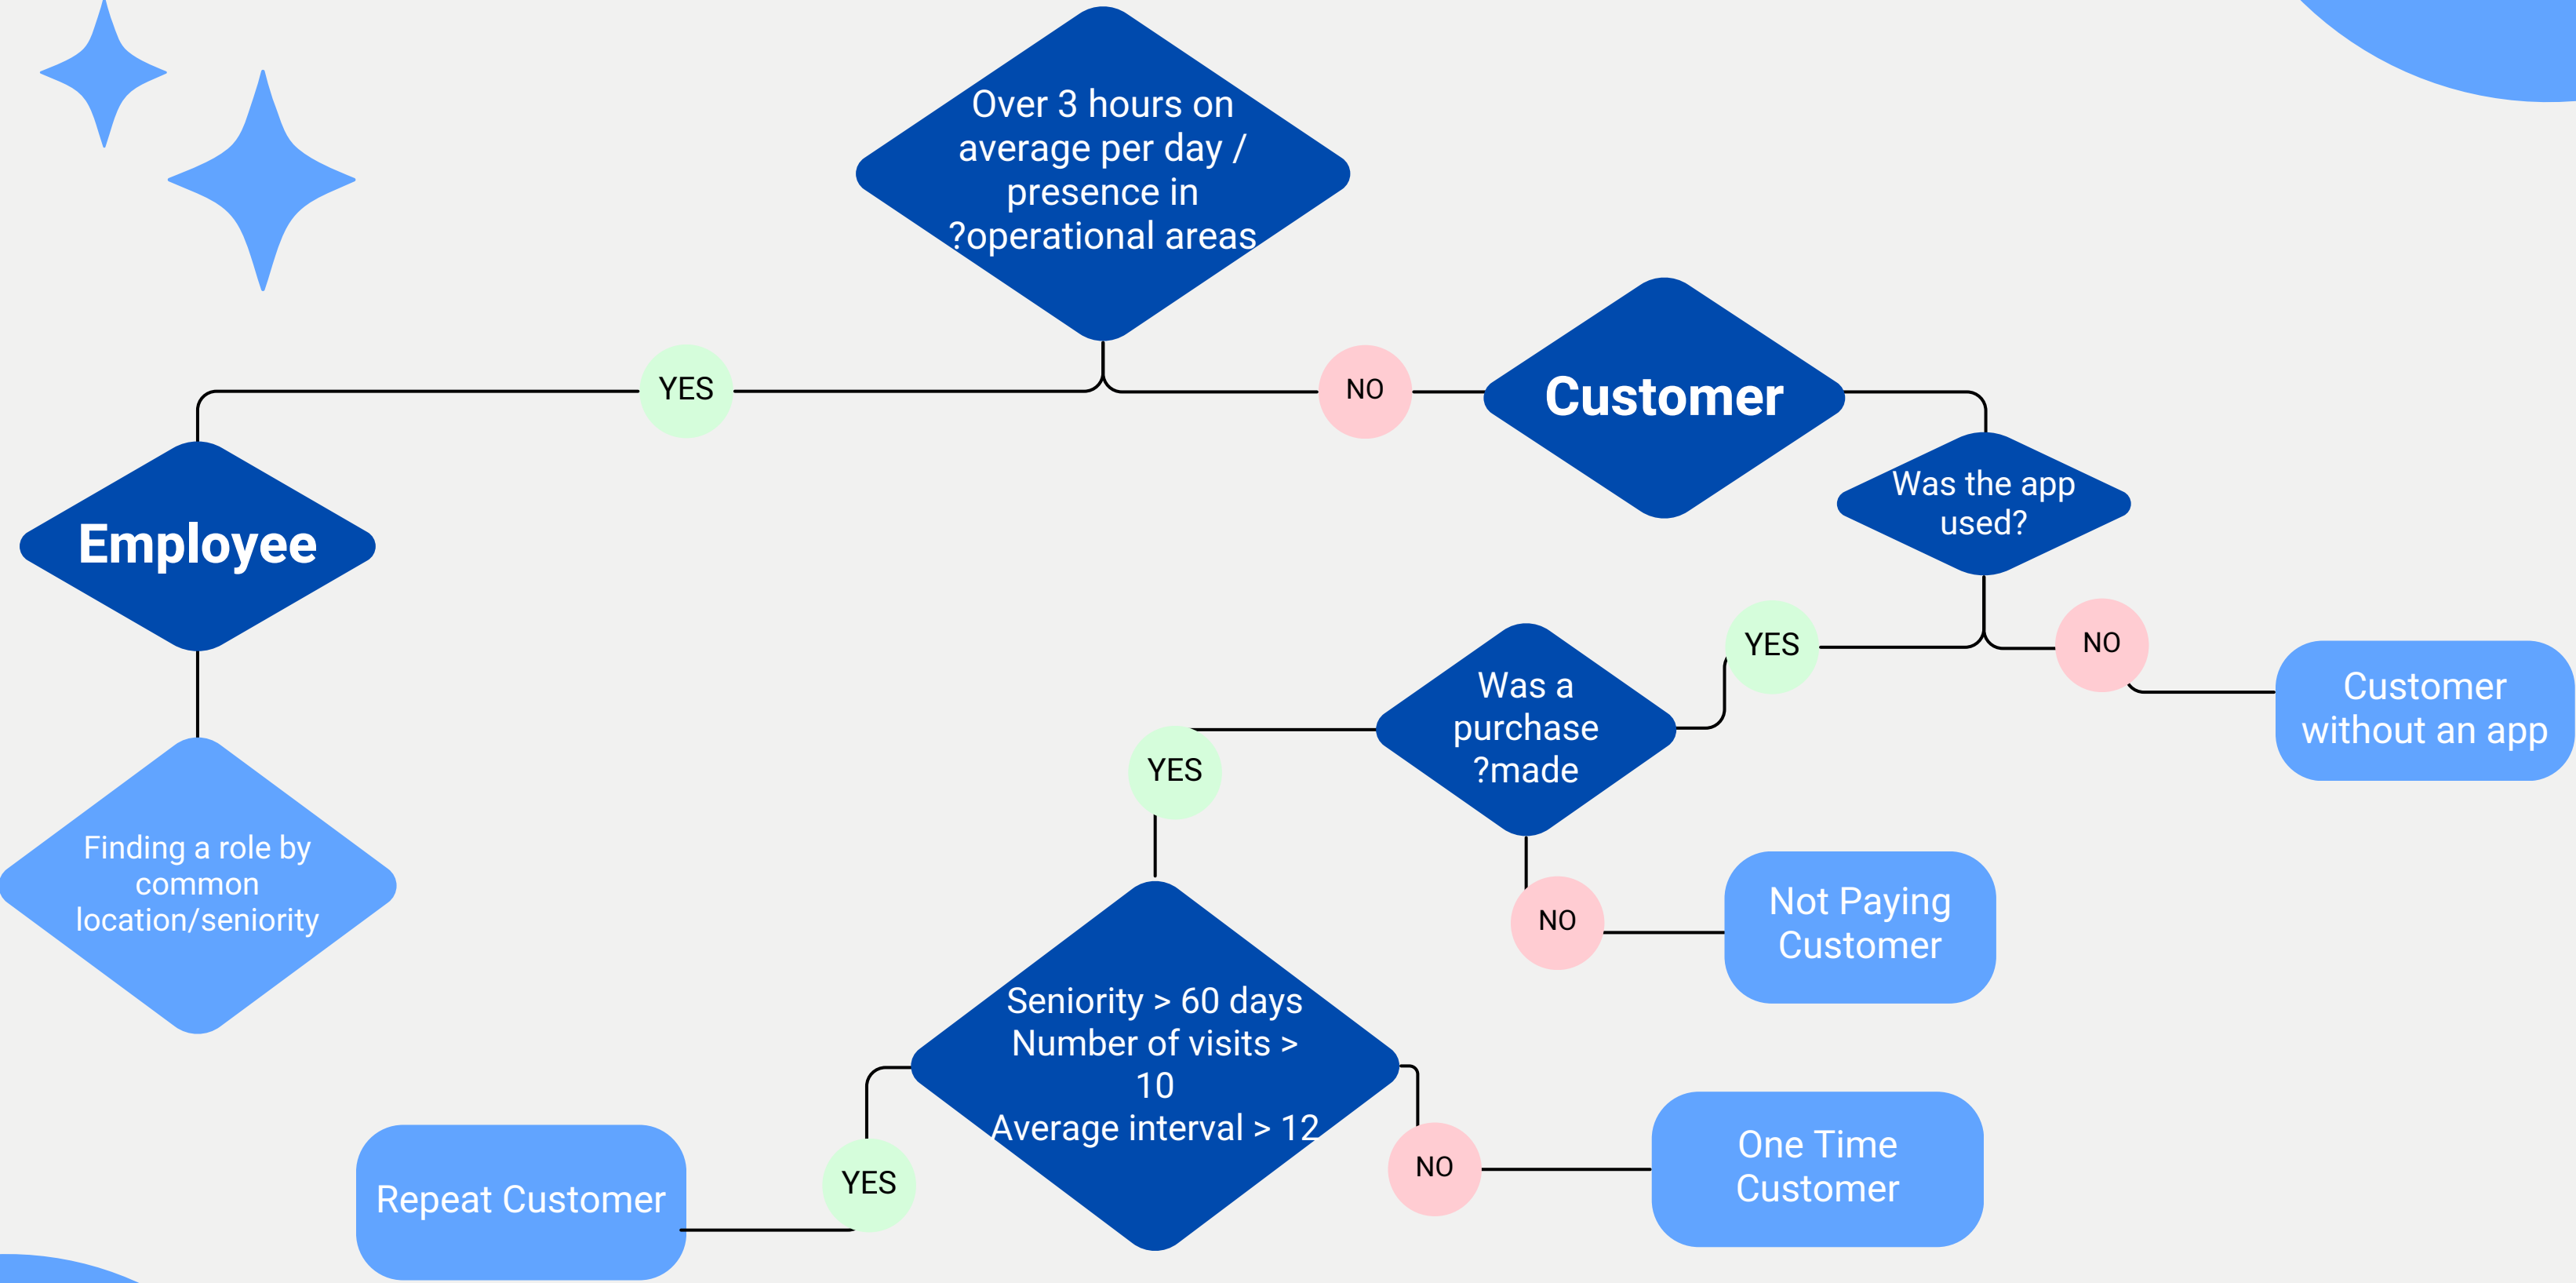 Over 3 hours on
average per day /
presence in
?operational areas
YES
NO
Customer
Employee
Was the app
used?
YES
NO
Customer
without an app
Was a
purchase
?made
YES
NO
Not Paying
Customer
Finding a role by
common
location/seniority
Seniority > 60 days
Number of visits >
10
Average interval > 12
YES
NO
One Time
Customer
Repeat Customer